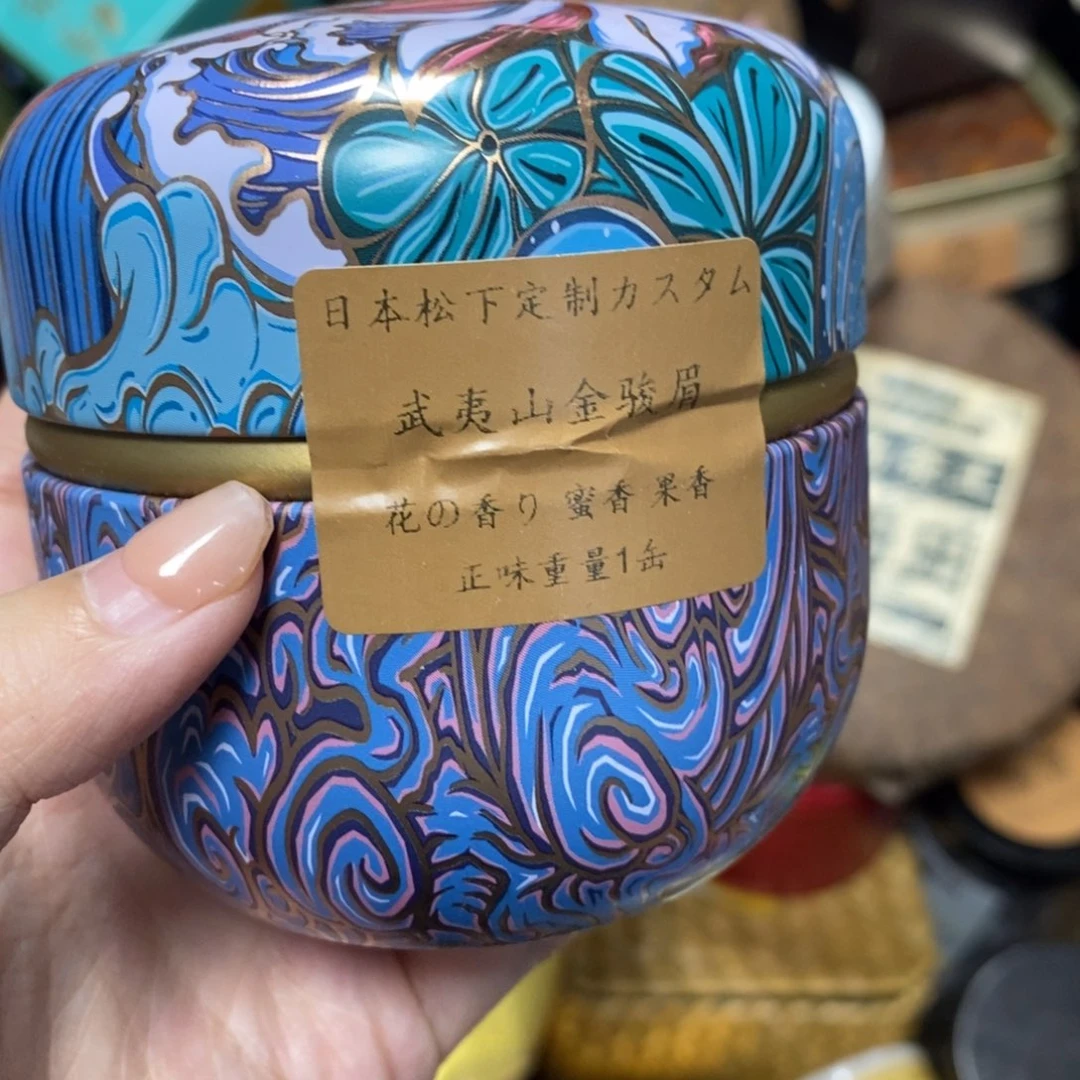 日本松下定制カスタム
武夷山金骏眉
花の香り 蜜香 果香
正味重量1缶